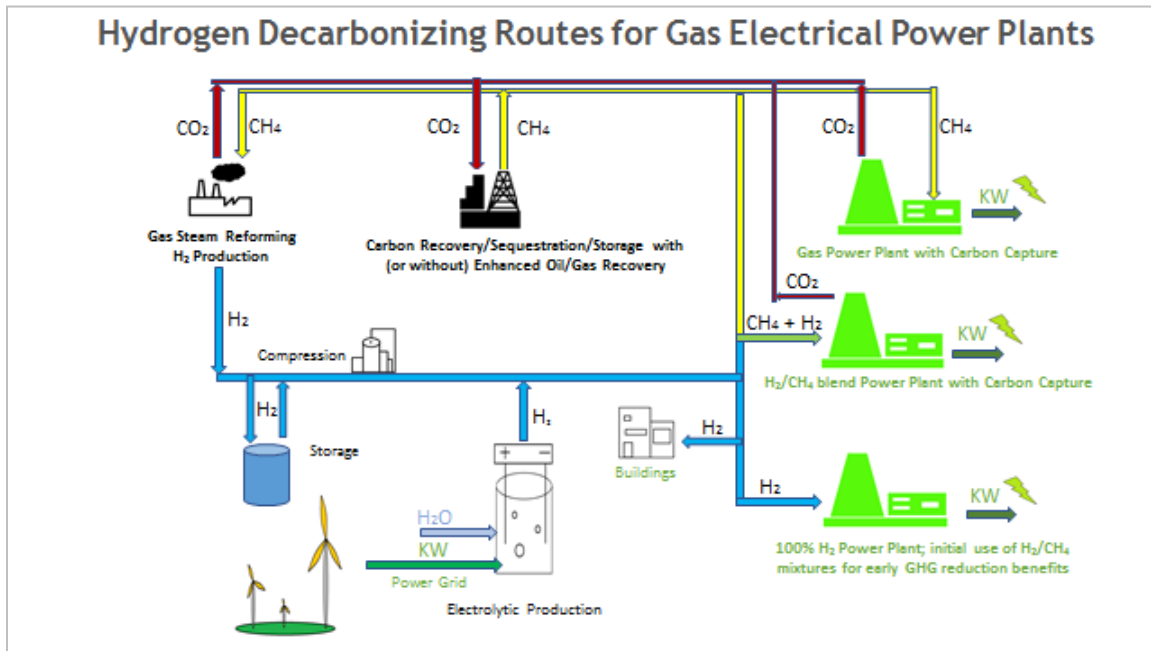 Hydrogen Decarbonizing Routes for Gas Electrical Power Plants
CO₂
CH₄
CO₂
CH₄
CO₂
CH₄
KW
Gas Steam Reforming
H₂ Production
Carbon Recovery/Sequestration/Storage with
(or without) Enhanced Oil/Gas Recovery
Gas Power Plant with Carbon Capture
CO₂
H₂
CH₄ + H₂
KW
Compression
H₂/CH₄ blend Power Plant with Carbon Capture
H₂
H₂
H₂
Storage
+ −
Buildings
H₂
KW
H₂O
KW
Power Grid
100% H₂ Power Plant; initial use of H₂/CH₄
mixtures for early GHG reduction benefits
Electrolytic Production